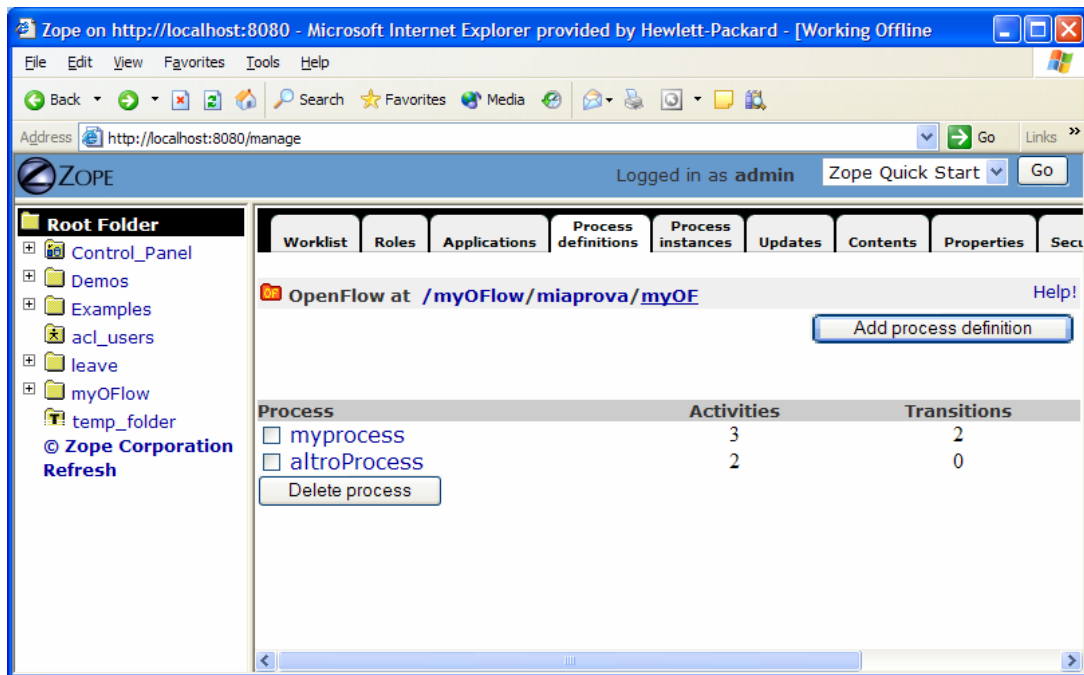 Zope on http://localhost:8080 - Microsoft Internet Explorer provided by Hewlett-Packard - [Working Offline
File Edit View Favorites Tools Help
Back Search Favorites Media
Address http://localhost:8080/manage Go Links »
ZOPE Logged in as admin Zope Quick Start Go
Root Folder
Control_Panel
Demos
Examples
acl_users
leave
myOFlow
temp_folder
© Zope Corporation
Refresh
Worklist Roles Applications Process definitions Process instances Updates Contents Properties Secu
OF OpenFlow at /myOFlow/miaprova/myOF Help!
Add process definition
Process Activities Transitions
myprocess 3 2
altroProcess 2 0
Delete process